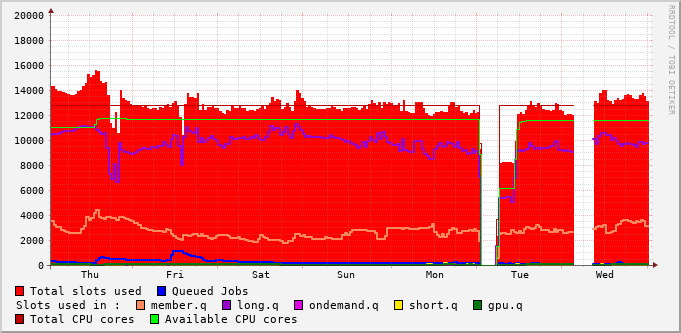 20000
18000
16000
14000
12000
10000
8000
6000
4000
2000
0
Thu Fri Sat Sun Mon Tue Wed
RRDTOOL / TOBI OETIKER
Total slots used Queued Jobs
Slots used in : member.q long.q ondemand.q short.q gpu.q
Total CPU cores Available CPU cores